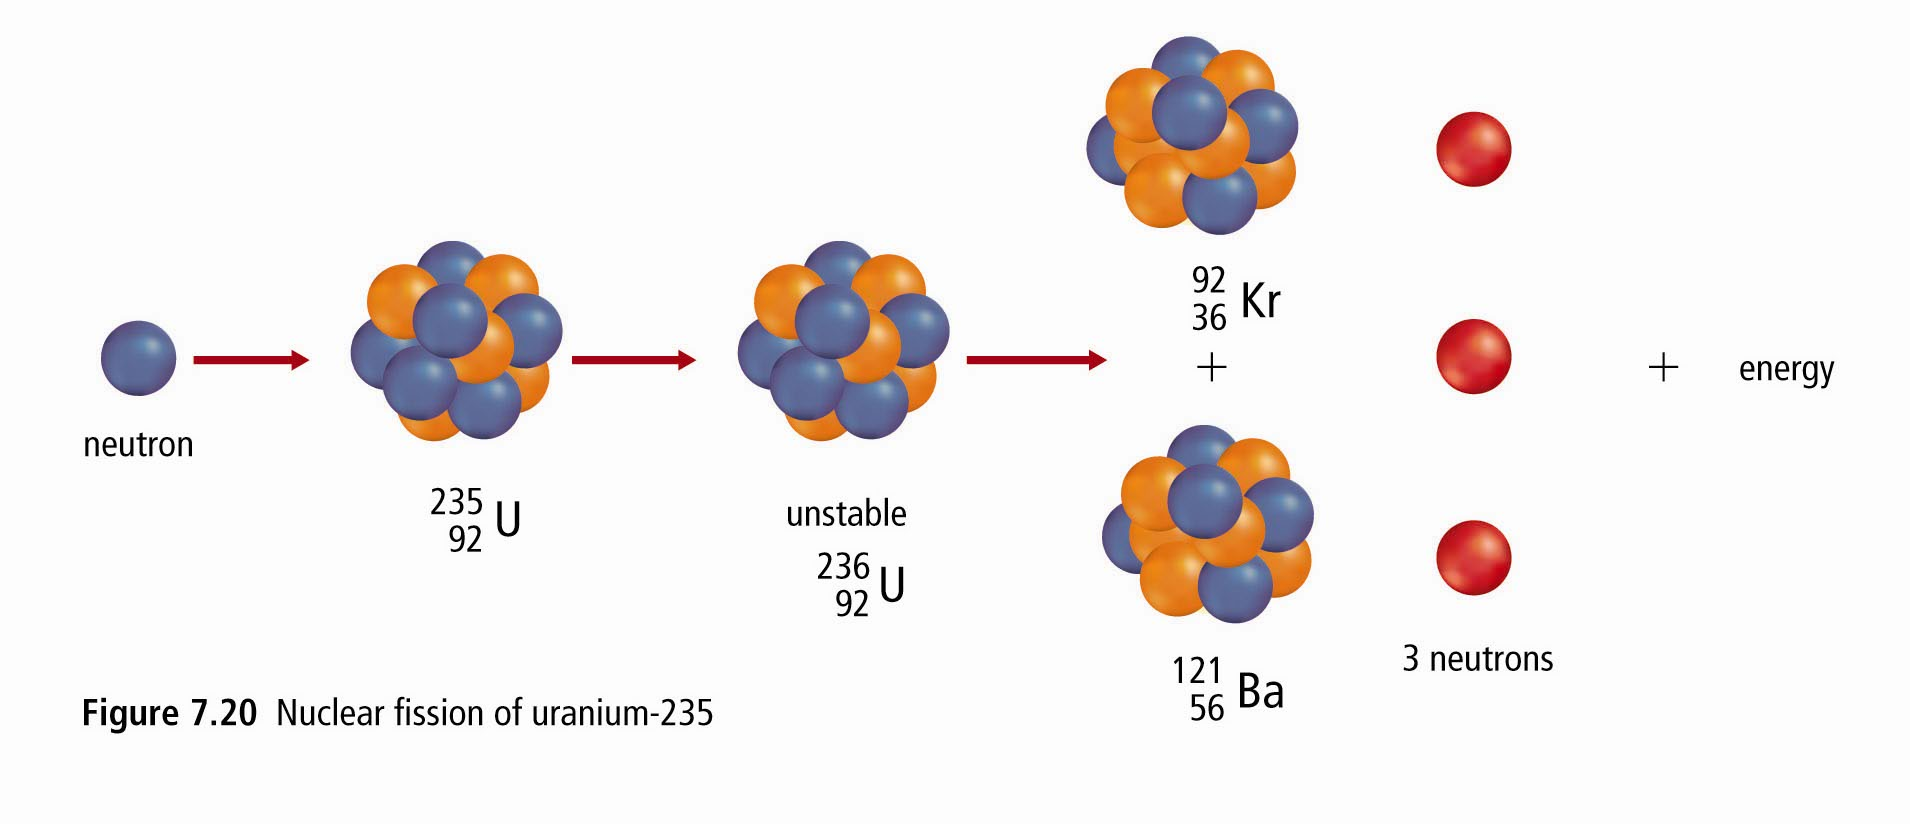 neutron
235
92 U
unstable
236
92 U
92
36 Kr
+
121
56 Ba
3 neutrons
+ energy
Figure 7.20 Nuclear fission of uranium-235